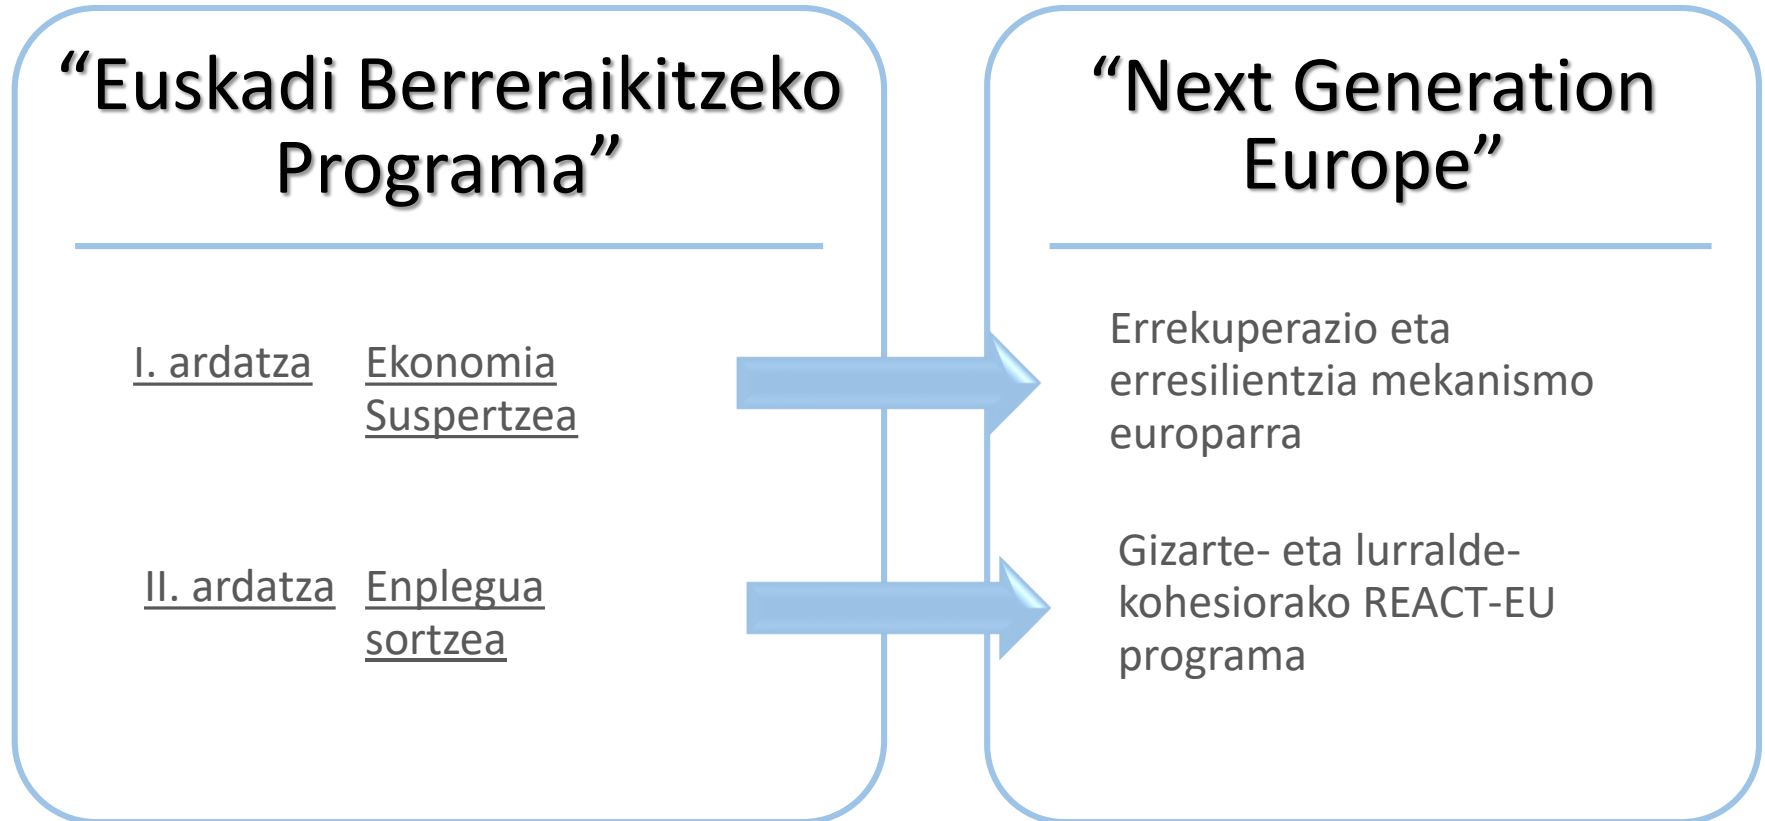 “Euskadi Berreraikitzeko
Programa”
I. ardatza Ekonomia
Suspertzea
II. ardatza Enplegua
sortzea
“Next Generation
Europe”
Errekuperazio eta
erresilientzia mekanismo
europarra
Gizarte- eta lurralde-
kohesiorako REACT-EU
programa